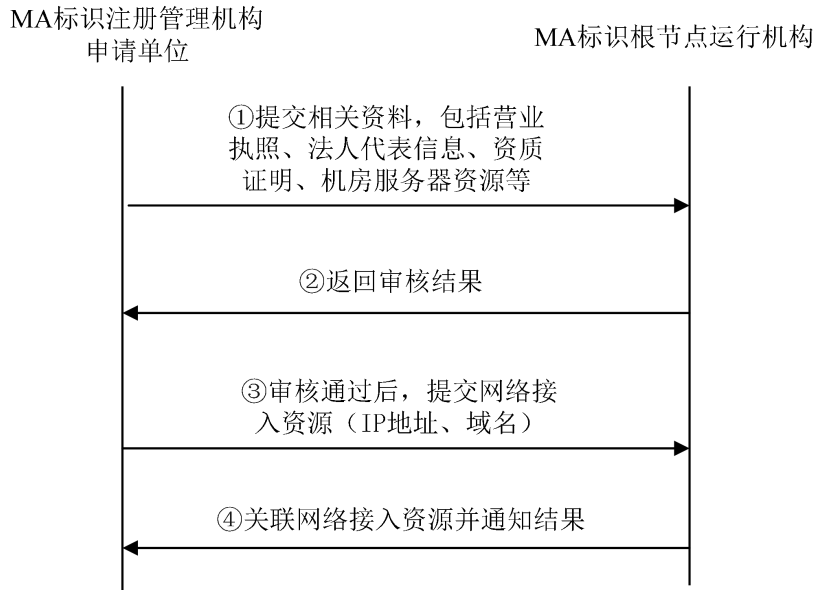 MA标识注册管理机构
申请单位
MA标识根节点运行机构
①提交相关资料，包括营业
执照、法人代表信息、资质
证明、机房服务器资源等
②返回审核结果
③审核通过后，提交网络接
入资源（IP地址、域名）
④关联网络接入资源并通知结果